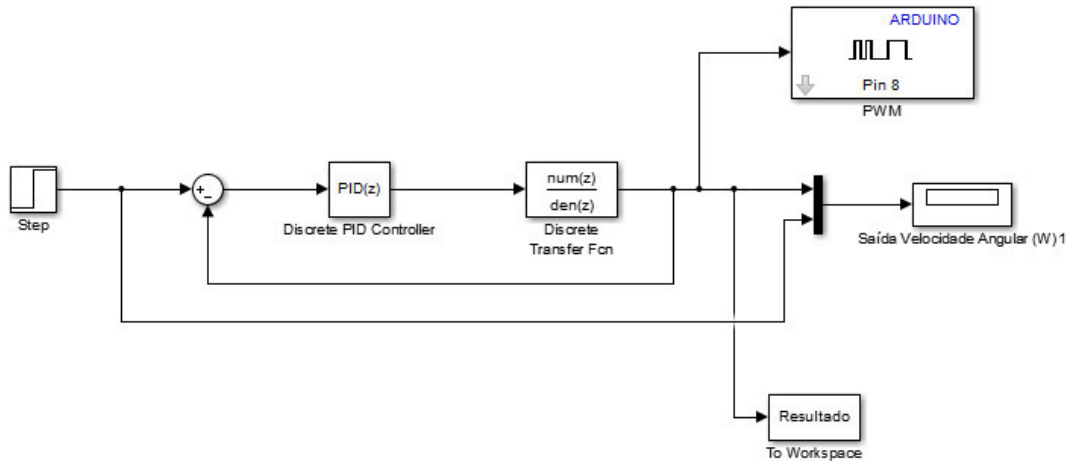 ARDUINO
Pin 8
PWM
Step
+
−
PID(z)
Discrete PID Controller
num(z)
den(z)
Discrete
Transfer Fcn
Saída Velocidade Angular (W)1
Resultado
To Workspace